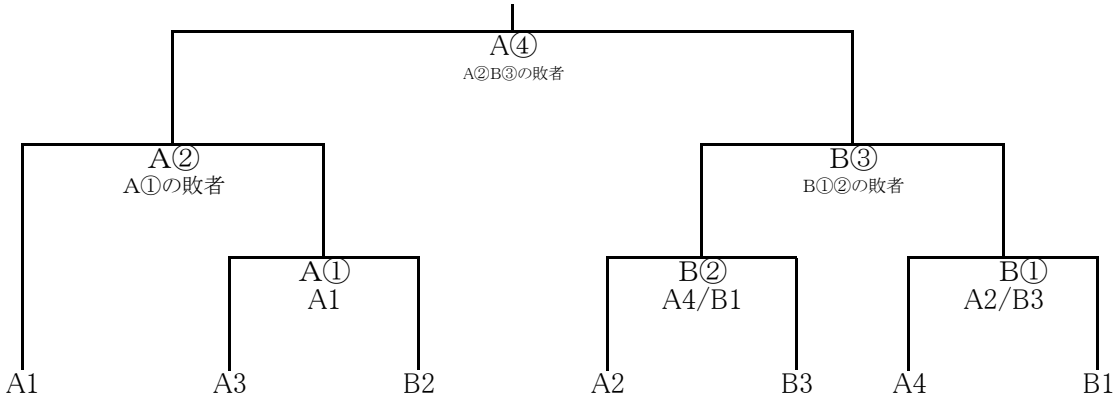 A④
A②B③の敗者
A②
A①の敗者
B③
B①②の敗者
A①
A1
B②
A4/B1
B①
A2/B3
A1
A3
B2
A2
B3
A4
B1